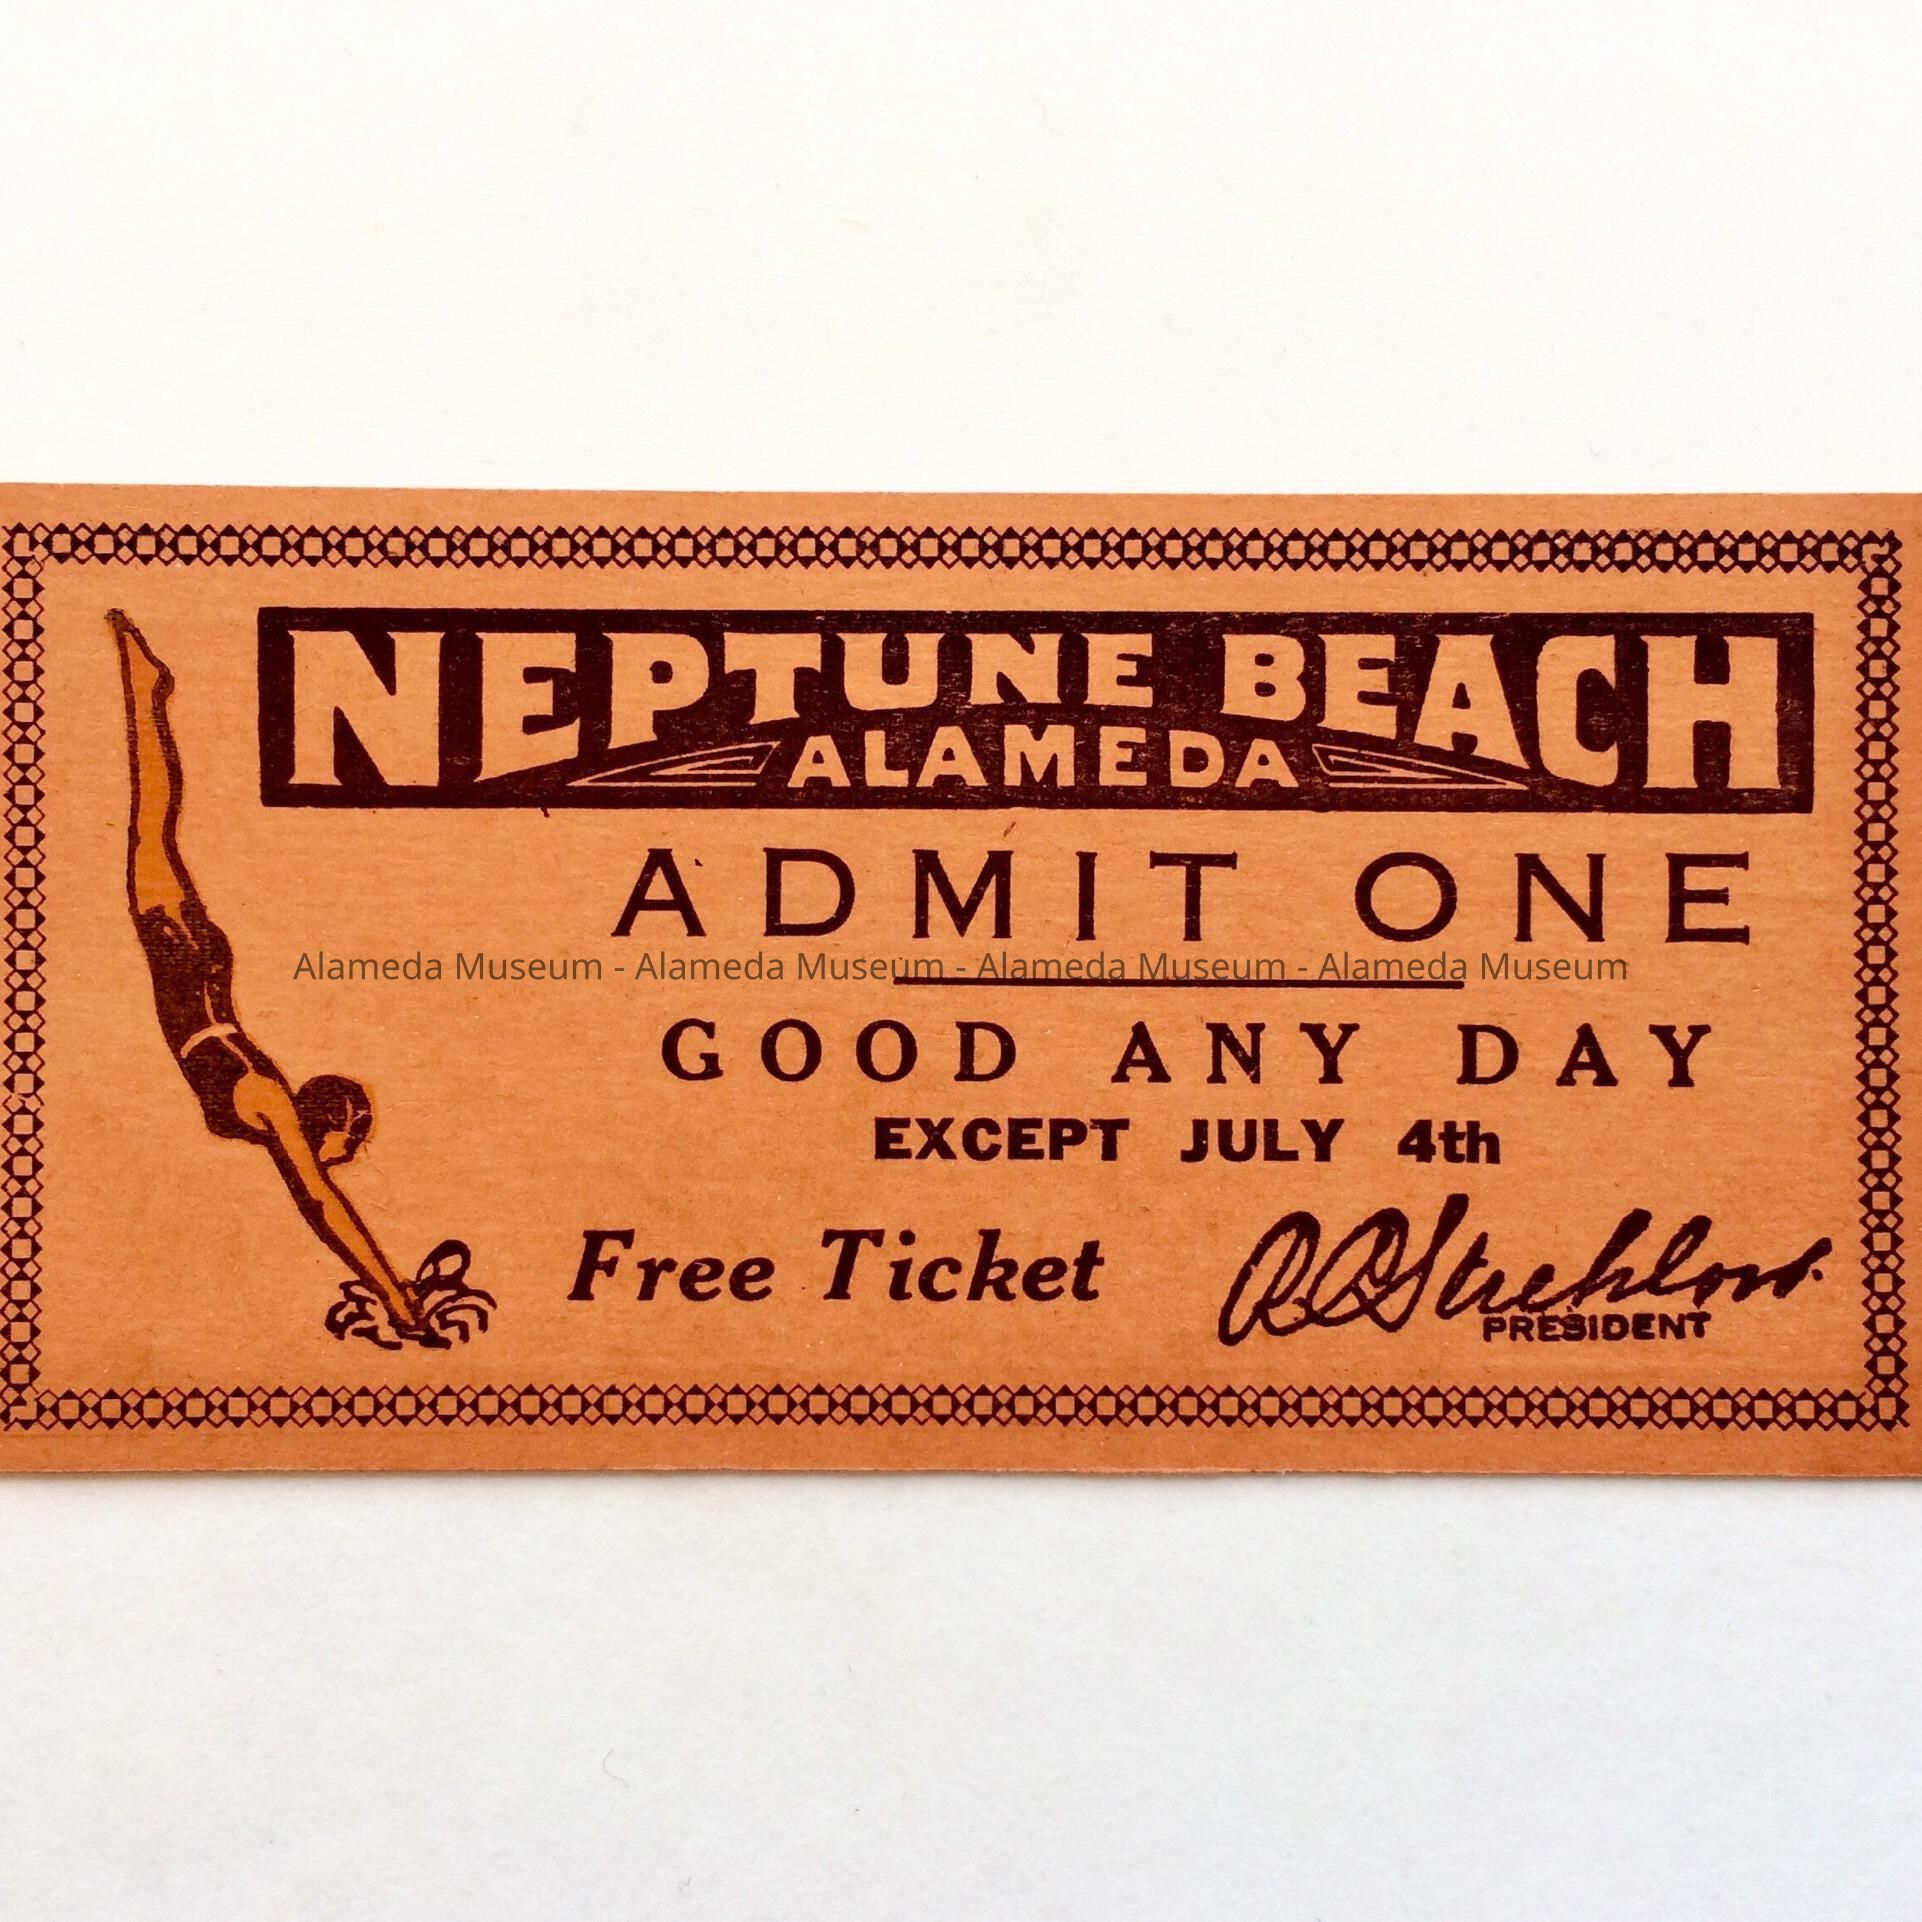 NEPTUNE BEACH
ALAMEDA
ADMIT ONE
Alameda Museum - Alameda Museum - Alameda Museum - Alameda Museum
GOOD ANY DAY
EXCEPT JULY 4th
Free Ticket
R C Strehlow.
PRESIDENT